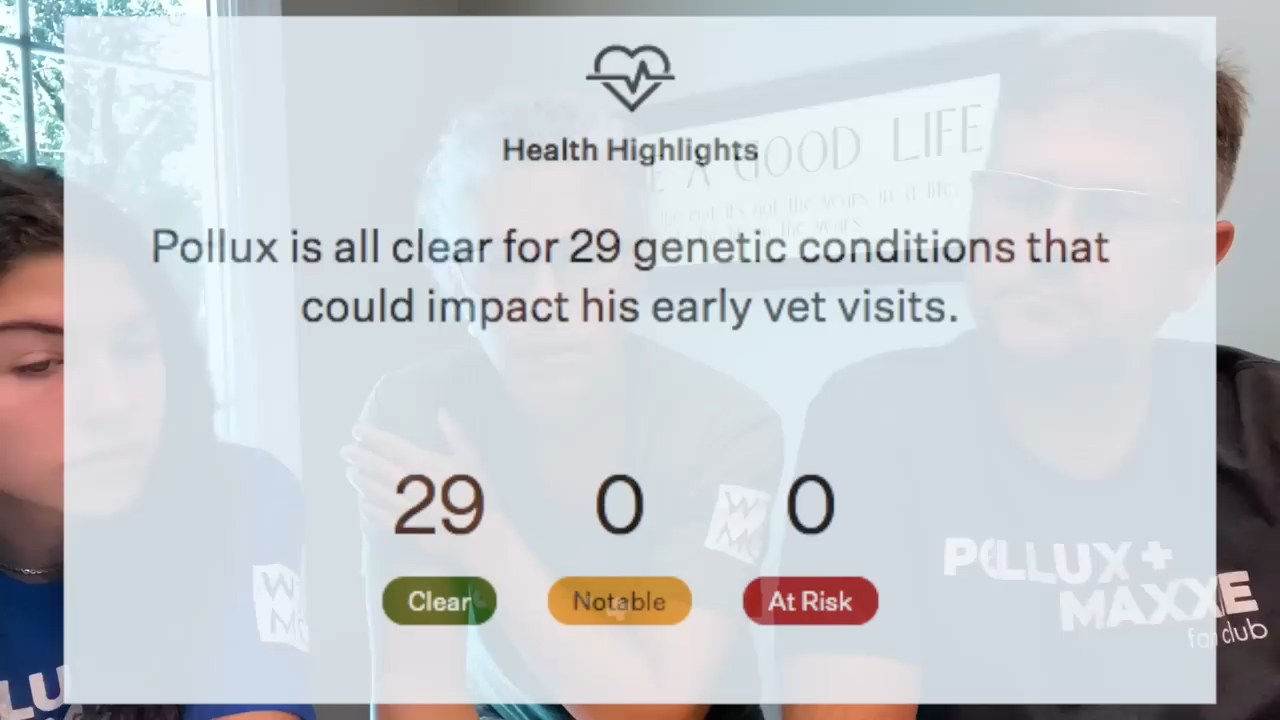 Health Highlights
E A GOOD LIFE
Pollux is all clear for 29 genetic conditions that
could impact his early vet visits.
29 0 0
Clear Notable At Risk
POLLUX +
MAXXE
fan club
LU